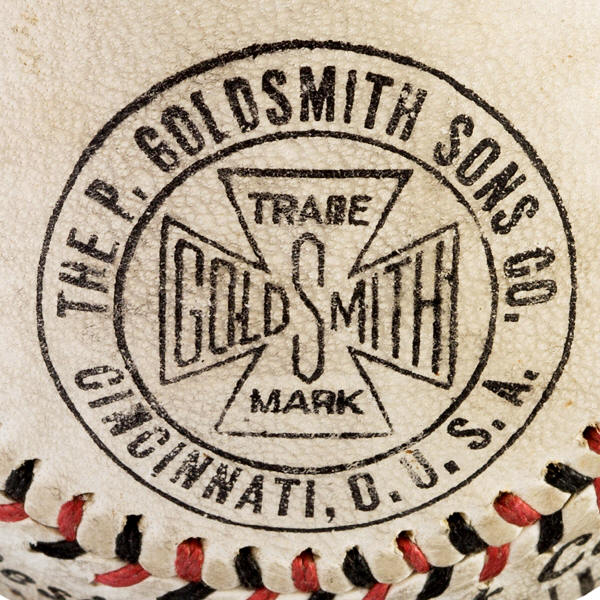 THE P. GOLDSMITH SONS CO.
TRADE
GOLDSMITH
MARK
CINCINNATI, O. U. S. A.